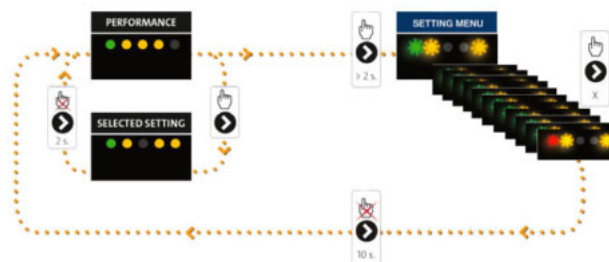 PERFORMANCE
SETTING MENU
> 2 s.
X
2 s.
SELECTED SETTING
10 s.